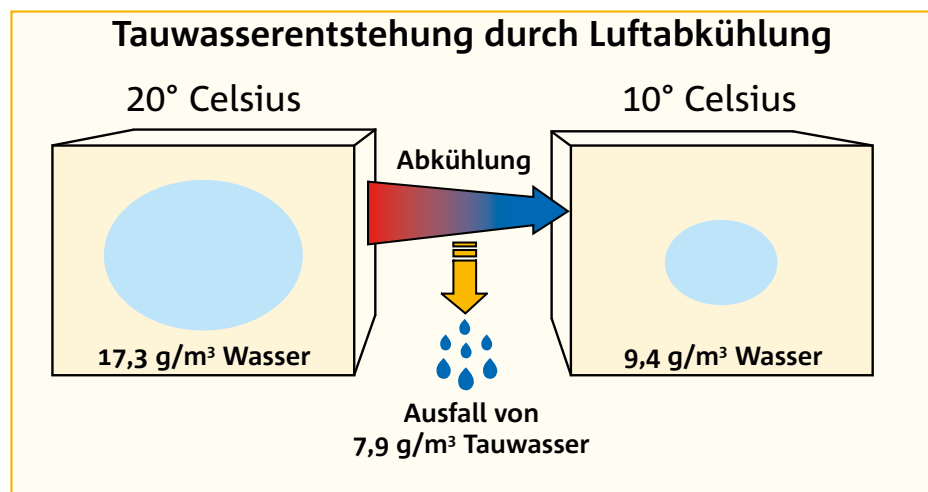 Tauwasserentstehung durch Luftabkühlung
20° Celsius
10° Celsius
Abkühlung
17,3 g/m³ Wasser
9,4 g/m³ Wasser
Ausfall von
7,9 g/m³ Tauwasser